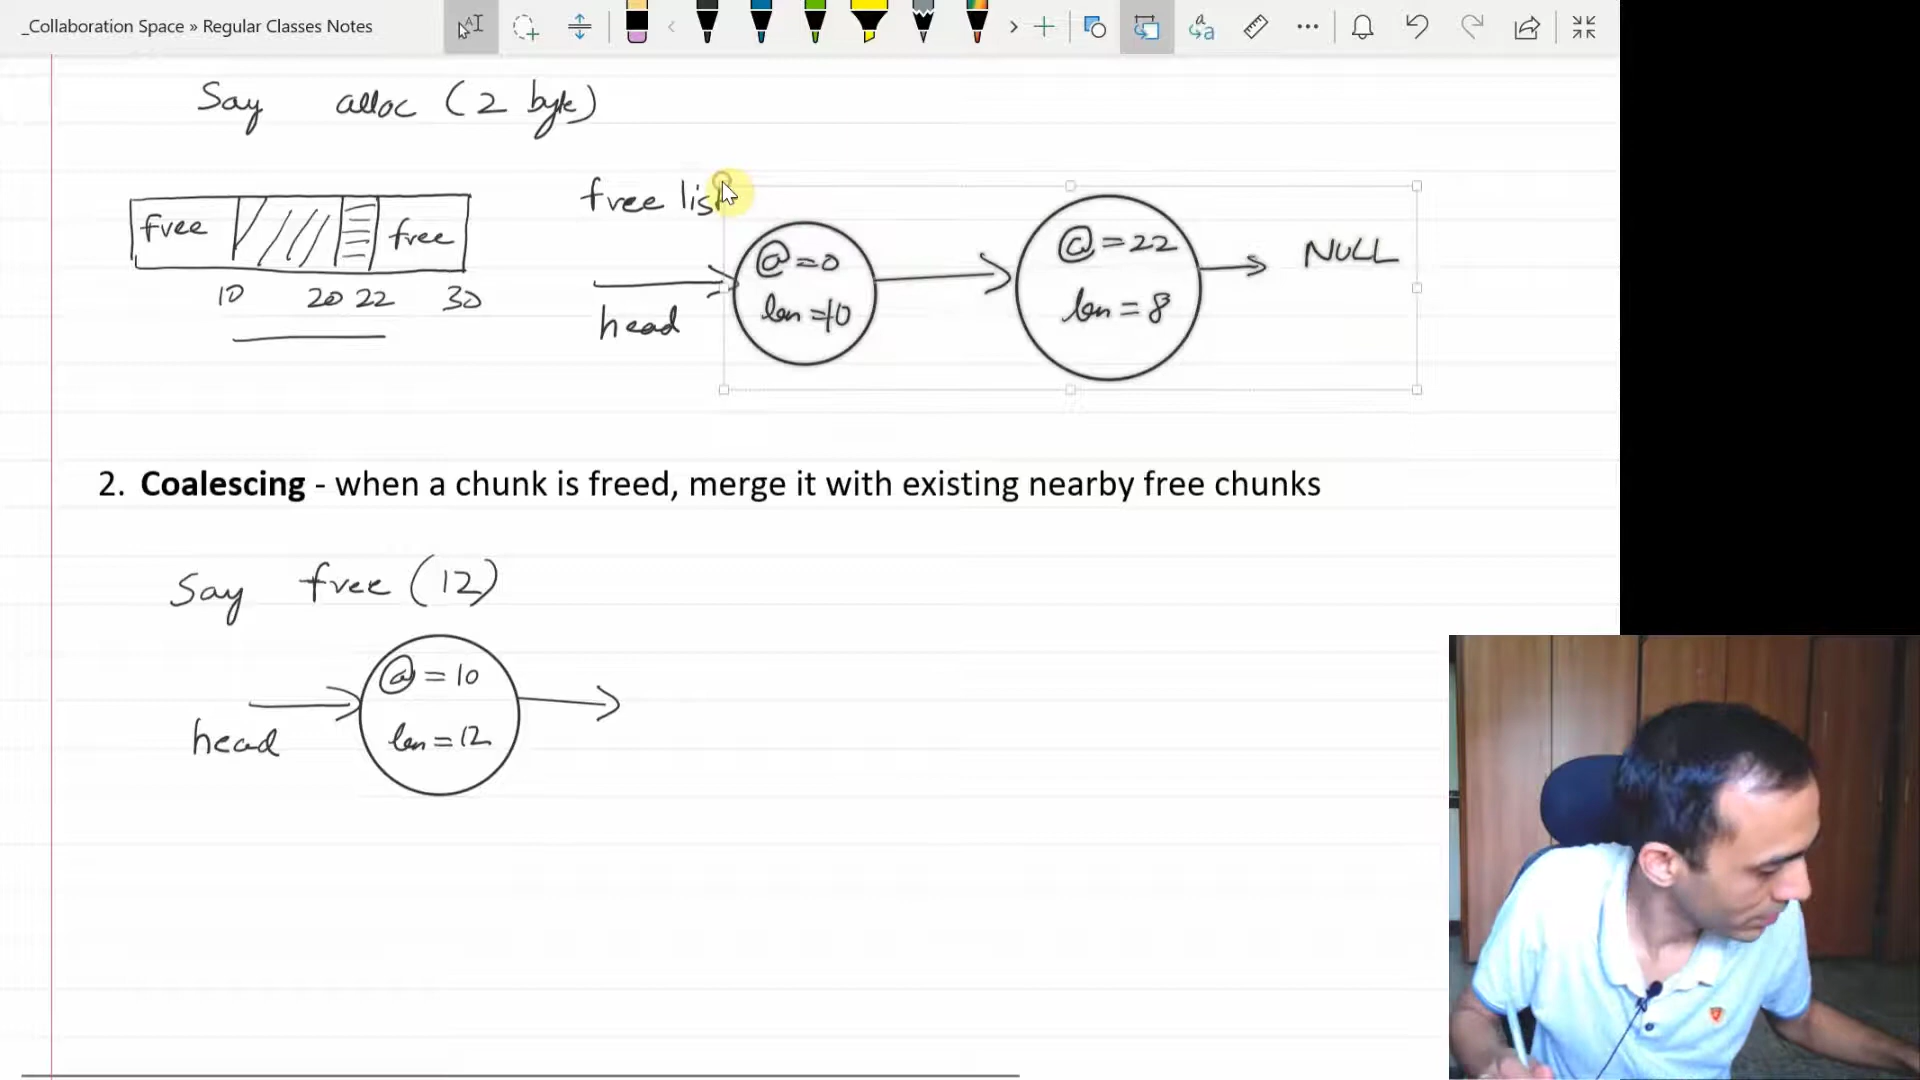 _Collaboration Space » Regular Classes Notes
Say alloc (2 byte)
free free
10 20 22 30
free list
head
@=0
len=10
@=22
len=8
NULL
2. Coalescing - when a chunk is freed, merge it with existing nearby free chunks
Say free (12)
head
@=10
len=12